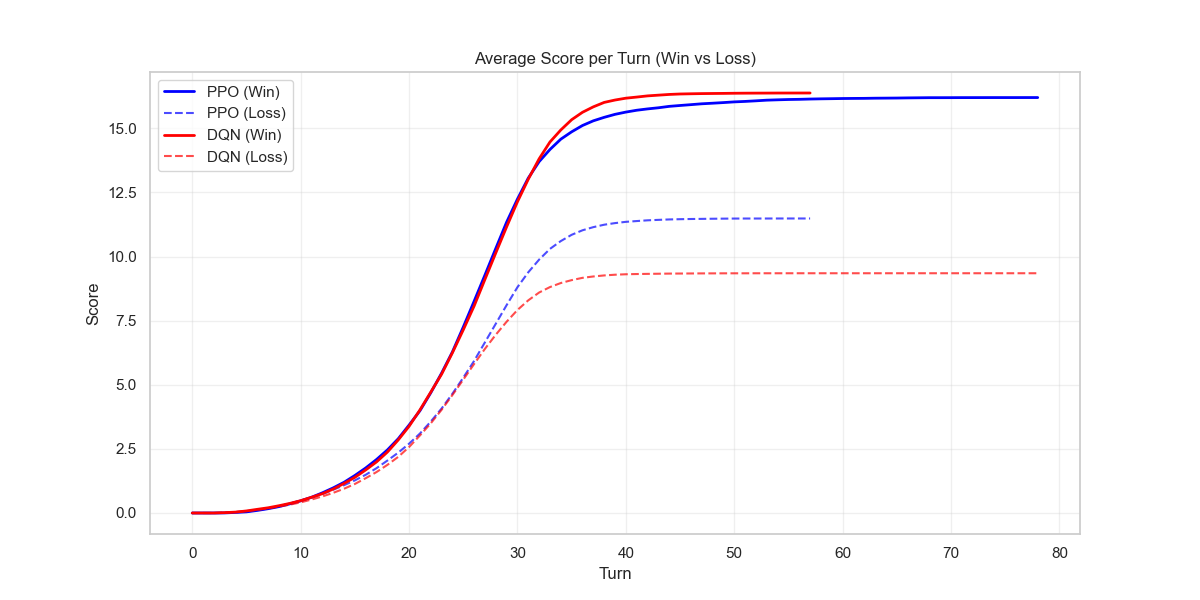 Average Score per Turn (Win vs Loss)
PPO (Win)
PPO (Loss)
DQN (Win)
DQN (Loss)
Score
15.0
12.5
10.0
7.5
5.0
2.5
0.0
0 10 20 30 40 50 60 70 80
Turn